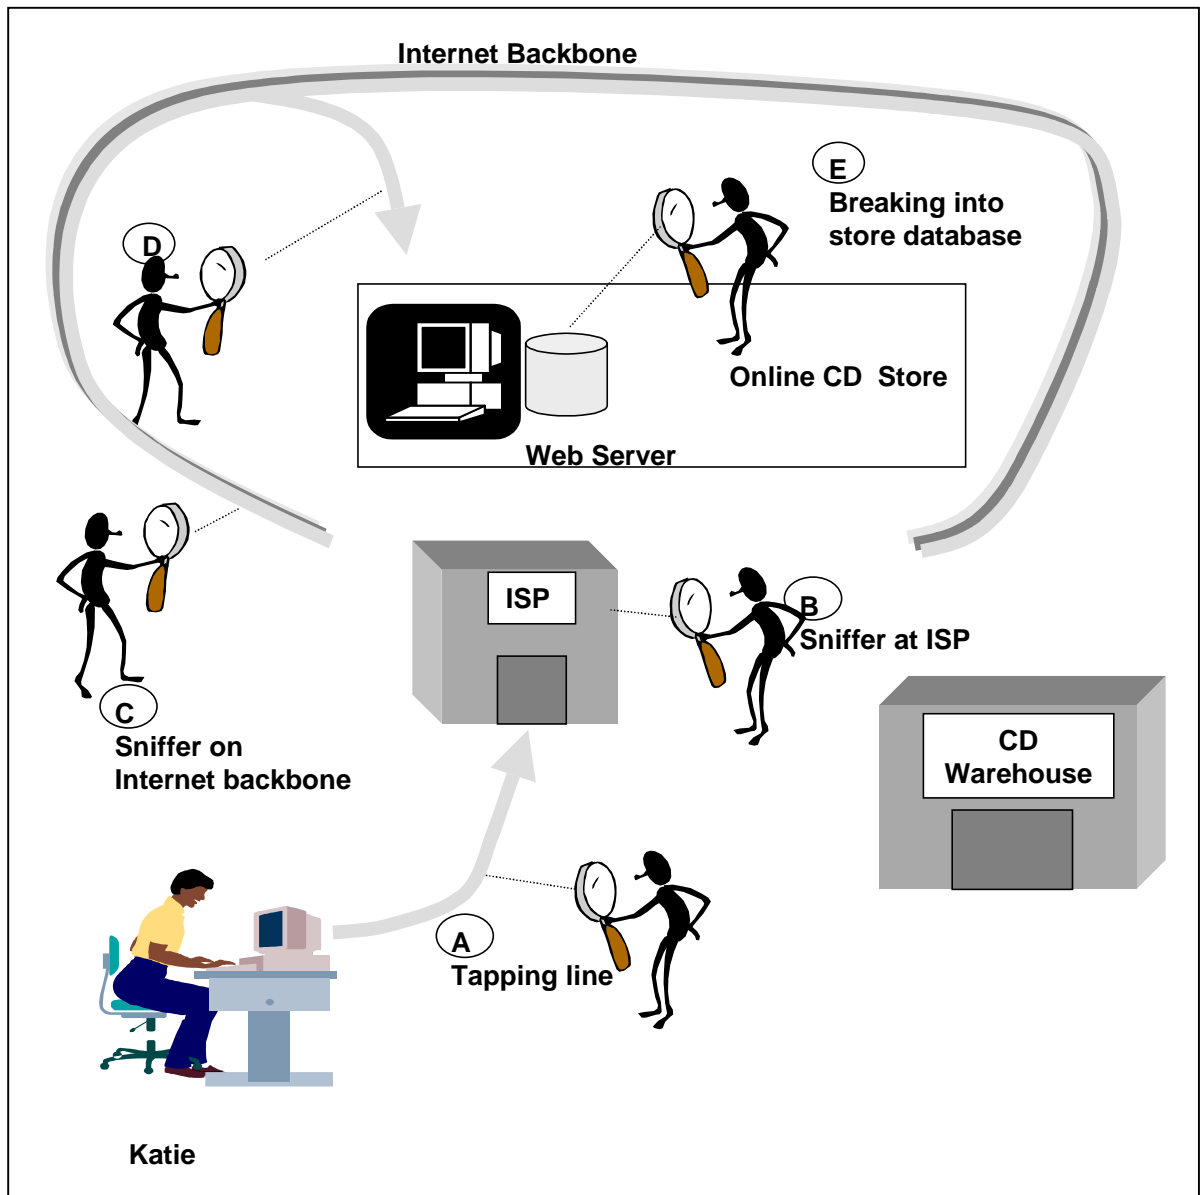 Internet Backbone
E
Breaking into
store database
D
Online CD  Store
Web Server
ISP
B
Sniffer at ISP
C
Sniffer on
Internet backbone
CD
Warehouse
A
Tapping line
Katie